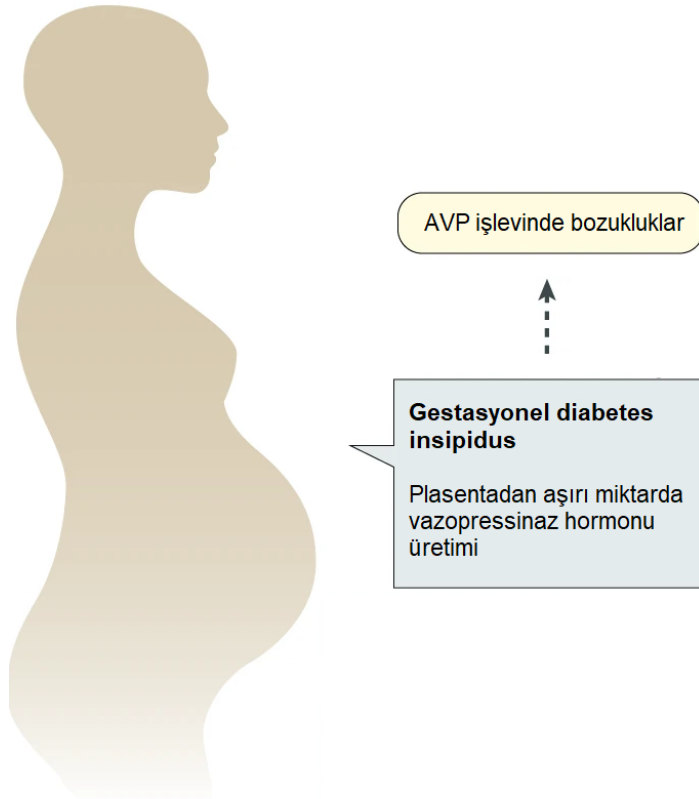 AVP işlevinde bozukluklar
Gestasyonel diabetes
insipidus
Plasentadan aşırı miktarda
vazopressinaz hormonu
üretimi